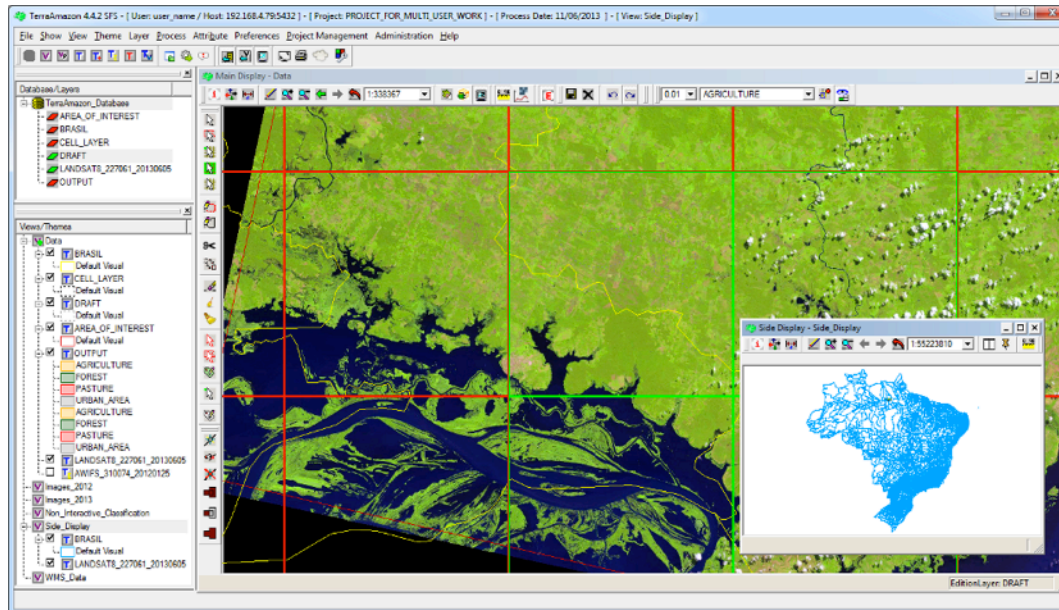 TerraAmazon 4.4.2 SFS - [ User: user_name / Host: 192.168.4.79:5432 ] - [ Project: PROJECT_FOR_MULTI_USER_WORK ] - [ Process Date: 11/06/2013 ] - [ View: Side_Display ]
File Show View Theme Layer Process Attribute Preferences Project Management Administration Help
Database/Layers
TerraAmazon_Database
AREA_OF_INTEREST
BRASIL
CELL_LAYER
DRAFT
LANDSAT8_227061_20130605
OUTPUT
Views/Themes
Data
BRASIL
Default Visual
CELL_LAYER
Default Visual
DRAFT
Default Visual
AREA_OF_INTEREST
Default Visual
OUTPUT
AGRICULTURE
FOREST
PASTURE
URBAN_AREA
AGRICULTURE
FOREST
PASTURE
URBAN_AREA
LANDSAT8_227061_20130605
AWIFS_310074_20120125
Images_2012
Images_2013
Non_Interactive_Classification
Side_Display
BRASIL
Default Visual
LANDSAT8_227061_20130605
WMS_Data
Main Display - Data
1:338367
0.01
AGRICULTURE
Side Display - Side_Display
1:55223810
EditionLayer: DRAFT